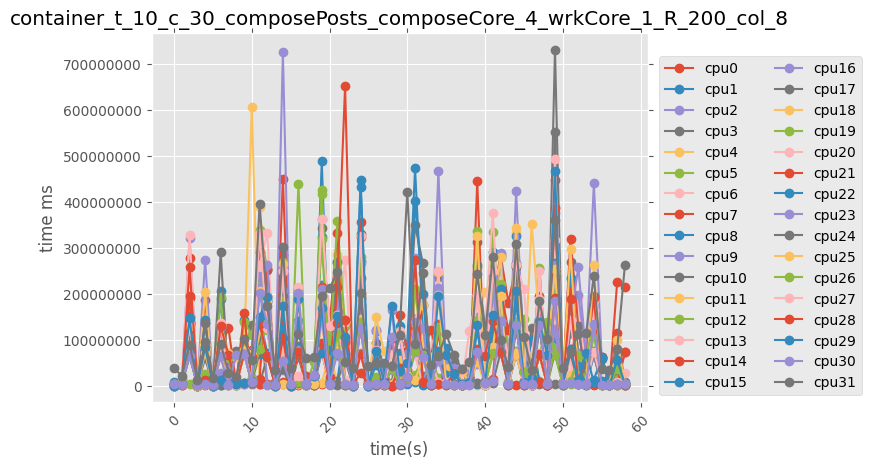 container_t_10_c_30_composePosts_composeCore_4_wrkCore_1_R_200_col_8
700000000
600000000
500000000
400000000
300000000
200000000
100000000
0
time ms
0
10
20
30
40
50
60
time(s)
cpu0
cpu1
cpu2
cpu3
cpu4
cpu5
cpu6
cpu7
cpu8
cpu9
cpu10
cpu11
cpu12
cpu13
cpu14
cpu15
cpu16
cpu17
cpu18
cpu19
cpu20
cpu21
cpu22
cpu23
cpu24
cpu25
cpu26
cpu27
cpu28
cpu29
cpu30
cpu31